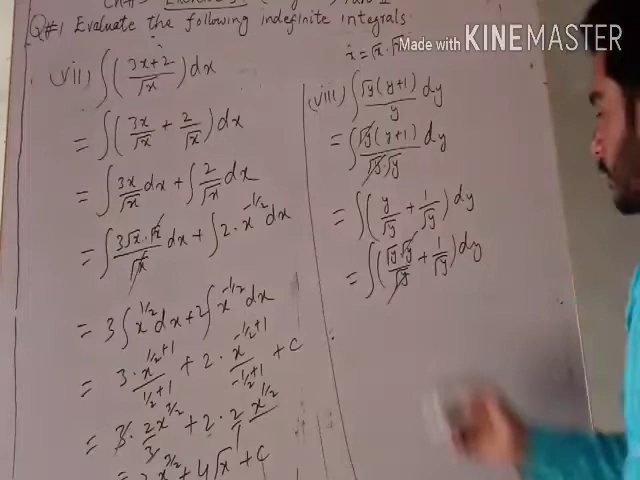 Q#1 Evaluate the following indefinite integrals.
Made with KINEMASTER
x = √x · √x
(vii) ∫(3x+2/√x)dx
= ∫(3x/√x + 2/√x)dx
= ∫3x/√x dx + ∫2/√x dx
= ∫3√x·√x/√x dx + ∫2·x^-1/2 dx
= 3∫x^1/2 dx + 2∫x^-1/2 dx
= 3·x^1/2+1/1/2+1 + 2·x^-1/2+1/-1/2+1 + c
= 3·2x^3/2/3 + 2·2/1 x^1/2
x^3/2 + 4√x + c
(viii) ∫√y(y+1)/y dy
= ∫√y(y+1)/√y√y dy
= ∫(y/√y + 1/√y)dy
= ∫(√y√y/√y + 1/√y)dy